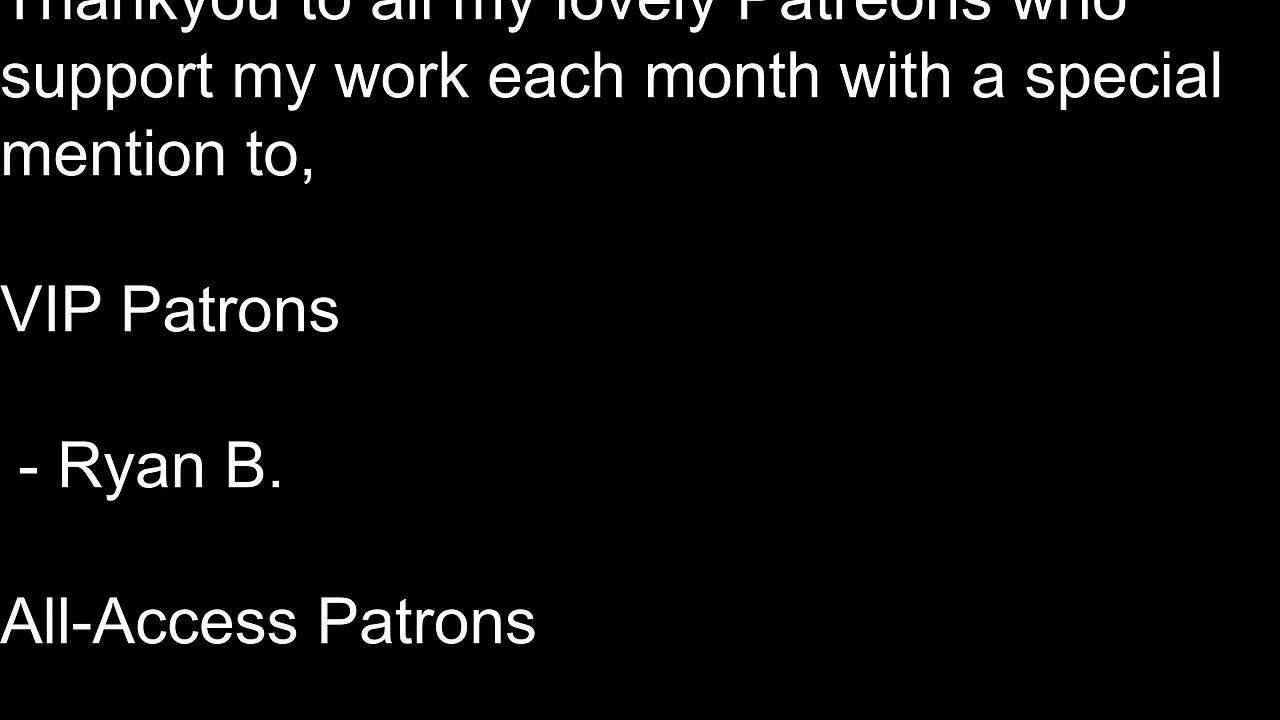 Thankyou to all my lovely Patreons who
support my work each month with a special
mention to,
VIP Patrons
- Ryan B.
All-Access Patrons